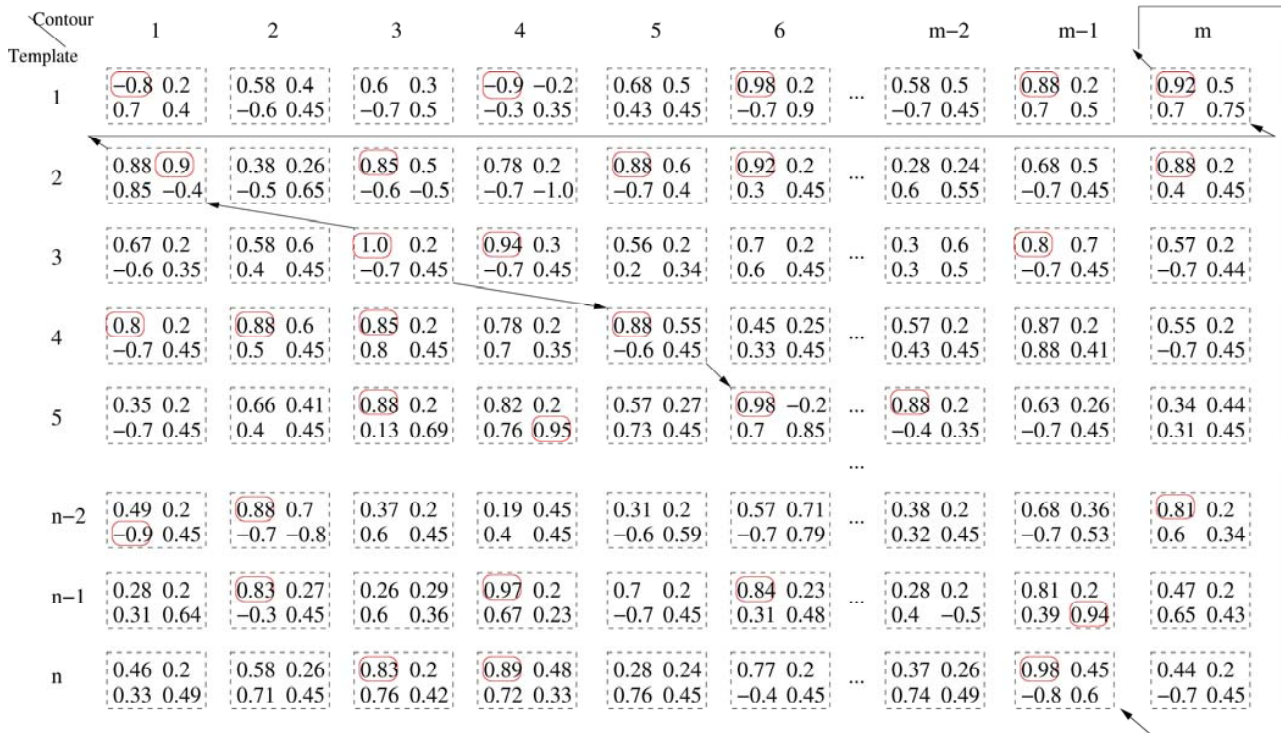 Contour 1 2 3 4 5 6 m−2 m−1 m
Template
1 −0.8 0.2 0.58 0.4 0.6 0.3 −0.9 −0.2 0.68 0.5 0.98 0.2 ... 0.58 0.5 0.88 0.2 0.92 0.5
0.7 0.4 −0.6 0.45 −0.7 0.5 −0.3 0.35 0.43 0.45 −0.7 0.9 −0.7 0.45 0.7 0.5 0.7 0.75
2 0.88 0.9 0.38 0.26 0.85 0.5 0.78 0.2 0.88 0.6 0.92 0.2 ... 0.28 0.24 0.68 0.5 0.88 0.2
0.85 −0.4 −0.5 0.65 −0.6 −0.5 −0.7 −1.0 −0.7 0.4 0.3 0.45 0.6 0.55 −0.7 0.45 0.4 0.45
3 0.67 0.2 0.58 0.6 1.0 0.2 0.94 0.3 0.56 0.2 0.7 0.2 ... 0.3 0.6 0.8 0.7 0.57 0.2
−0.6 0.35 0.4 0.45 −0.7 0.45 −0.7 0.45 0.2 0.34 0.6 0.45 0.3 0.5 −0.7 0.45 −0.7 0.44
4 0.8 0.2 0.88 0.6 0.85 0.2 0.78 0.2 0.88 0.55 0.45 0.25 ... 0.57 0.2 0.87 0.2 0.55 0.2
−0.7 0.45 0.5 0.45 0.8 0.45 0.7 0.35 −0.6 0.45 0.33 0.45 0.43 0.45 0.88 0.41 −0.7 0.45
5 0.35 0.2 0.66 0.41 0.88 0.2 0.82 0.2 0.57 0.27 0.98 −0.2 ... 0.88 0.2 0.63 0.26 0.34 0.44
−0.7 0.45 0.4 0.45 0.13 0.69 0.76 0.95 0.73 0.45 0.7 0.85 −0.4 0.35 −0.7 0.45 0.31 0.45
...
n−2 0.49 0.2 0.88 0.7 0.37 0.2 0.19 0.45 0.31 0.2 0.57 0.71 ... 0.38 0.2 0.68 0.36 0.81 0.2
−0.9 0.45 −0.7 −0.8 0.6 0.45 0.4 0.45 −0.6 0.59 −0.7 0.79 0.32 0.45 −0.7 0.53 0.6 0.34
n−1 0.28 0.2 0.83 0.27 0.26 0.29 0.97 0.2 0.7 0.2 0.84 0.23 ... 0.28 0.2 0.81 0.2 0.47 0.2
0.31 0.64 −0.3 0.45 0.6 0.36 0.67 0.23 −0.7 0.45 0.31 0.48 0.4 −0.5 0.39 0.94 0.65 0.43
n 0.46 0.2 0.58 0.26 0.83 0.2 0.89 0.48 0.28 0.24 0.77 0.2 ... 0.37 0.26 0.98 0.45 0.44 0.2
0.33 0.49 0.71 0.45 0.76 0.42 0.72 0.33 0.76 0.45 −0.4 0.45 0.74 0.49 −0.8 0.6 −0.7 0.45